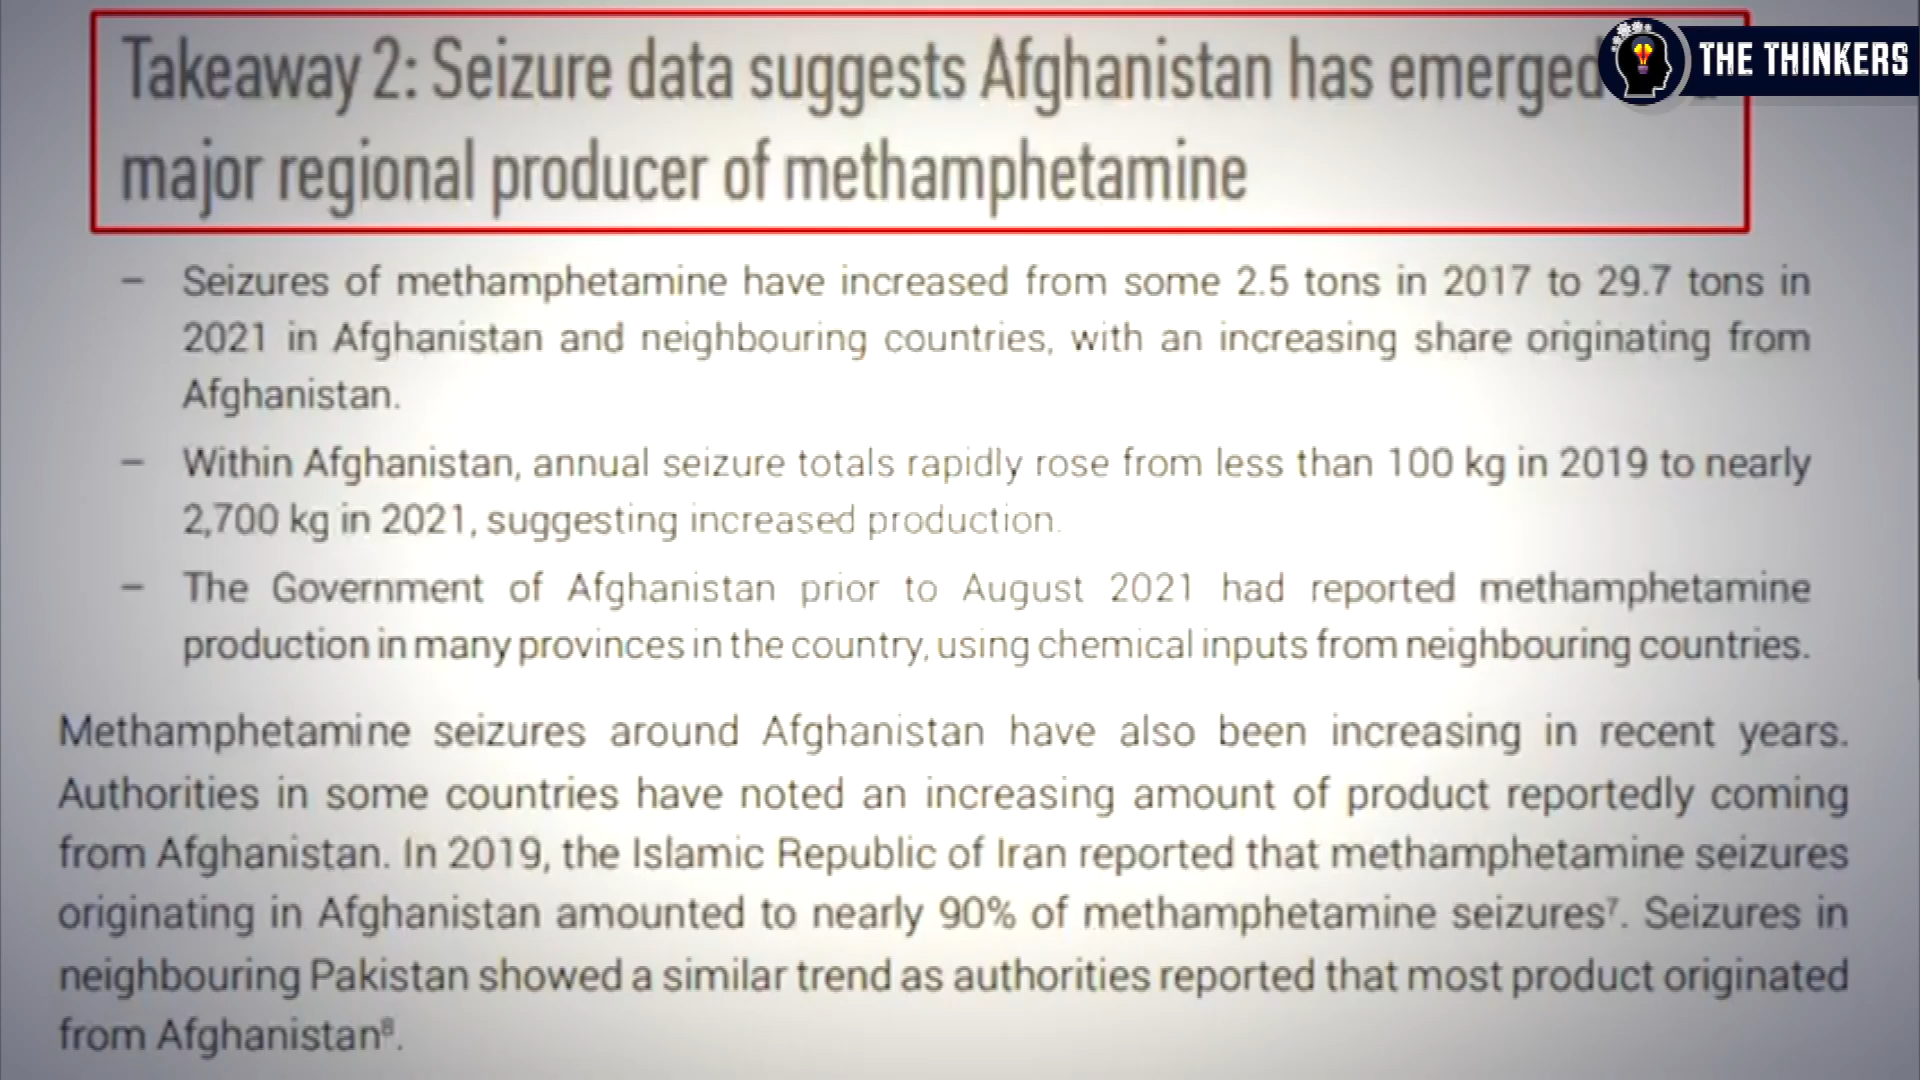 Takeaway 2: Seizure data suggests Afghanistan has emerged
THE THINKERS
major regional producer of methamphetamine
– Seizures of methamphetamine have increased from some 2.5 tons in 2017 to 29.7 tons in
2021 in Afghanistan and neighbouring countries, with an increasing share originating from
Afghanistan.
– Within Afghanistan, annual seizure totals rapidly rose from less than 100 kg in 2019 to nearly
2,700 kg in 2021, suggesting increased production.
– The Government of Afghanistan prior to August 2021 had reported methamphetamine
production in many provinces in the country, using chemical inputs from neighbouring countries.
Methamphetamine seizures around Afghanistan have also been increasing in recent years.
Authorities in some countries have noted an increasing amount of product reportedly coming
from Afghanistan. In 2019, the Islamic Republic of Iran reported that methamphetamine seizures
originating in Afghanistan amounted to nearly 90% of methamphetamine seizures⁷. Seizures in
neighbouring Pakistan showed a similar trend as authorities reported that most product originated
from Afghanistan⁸.